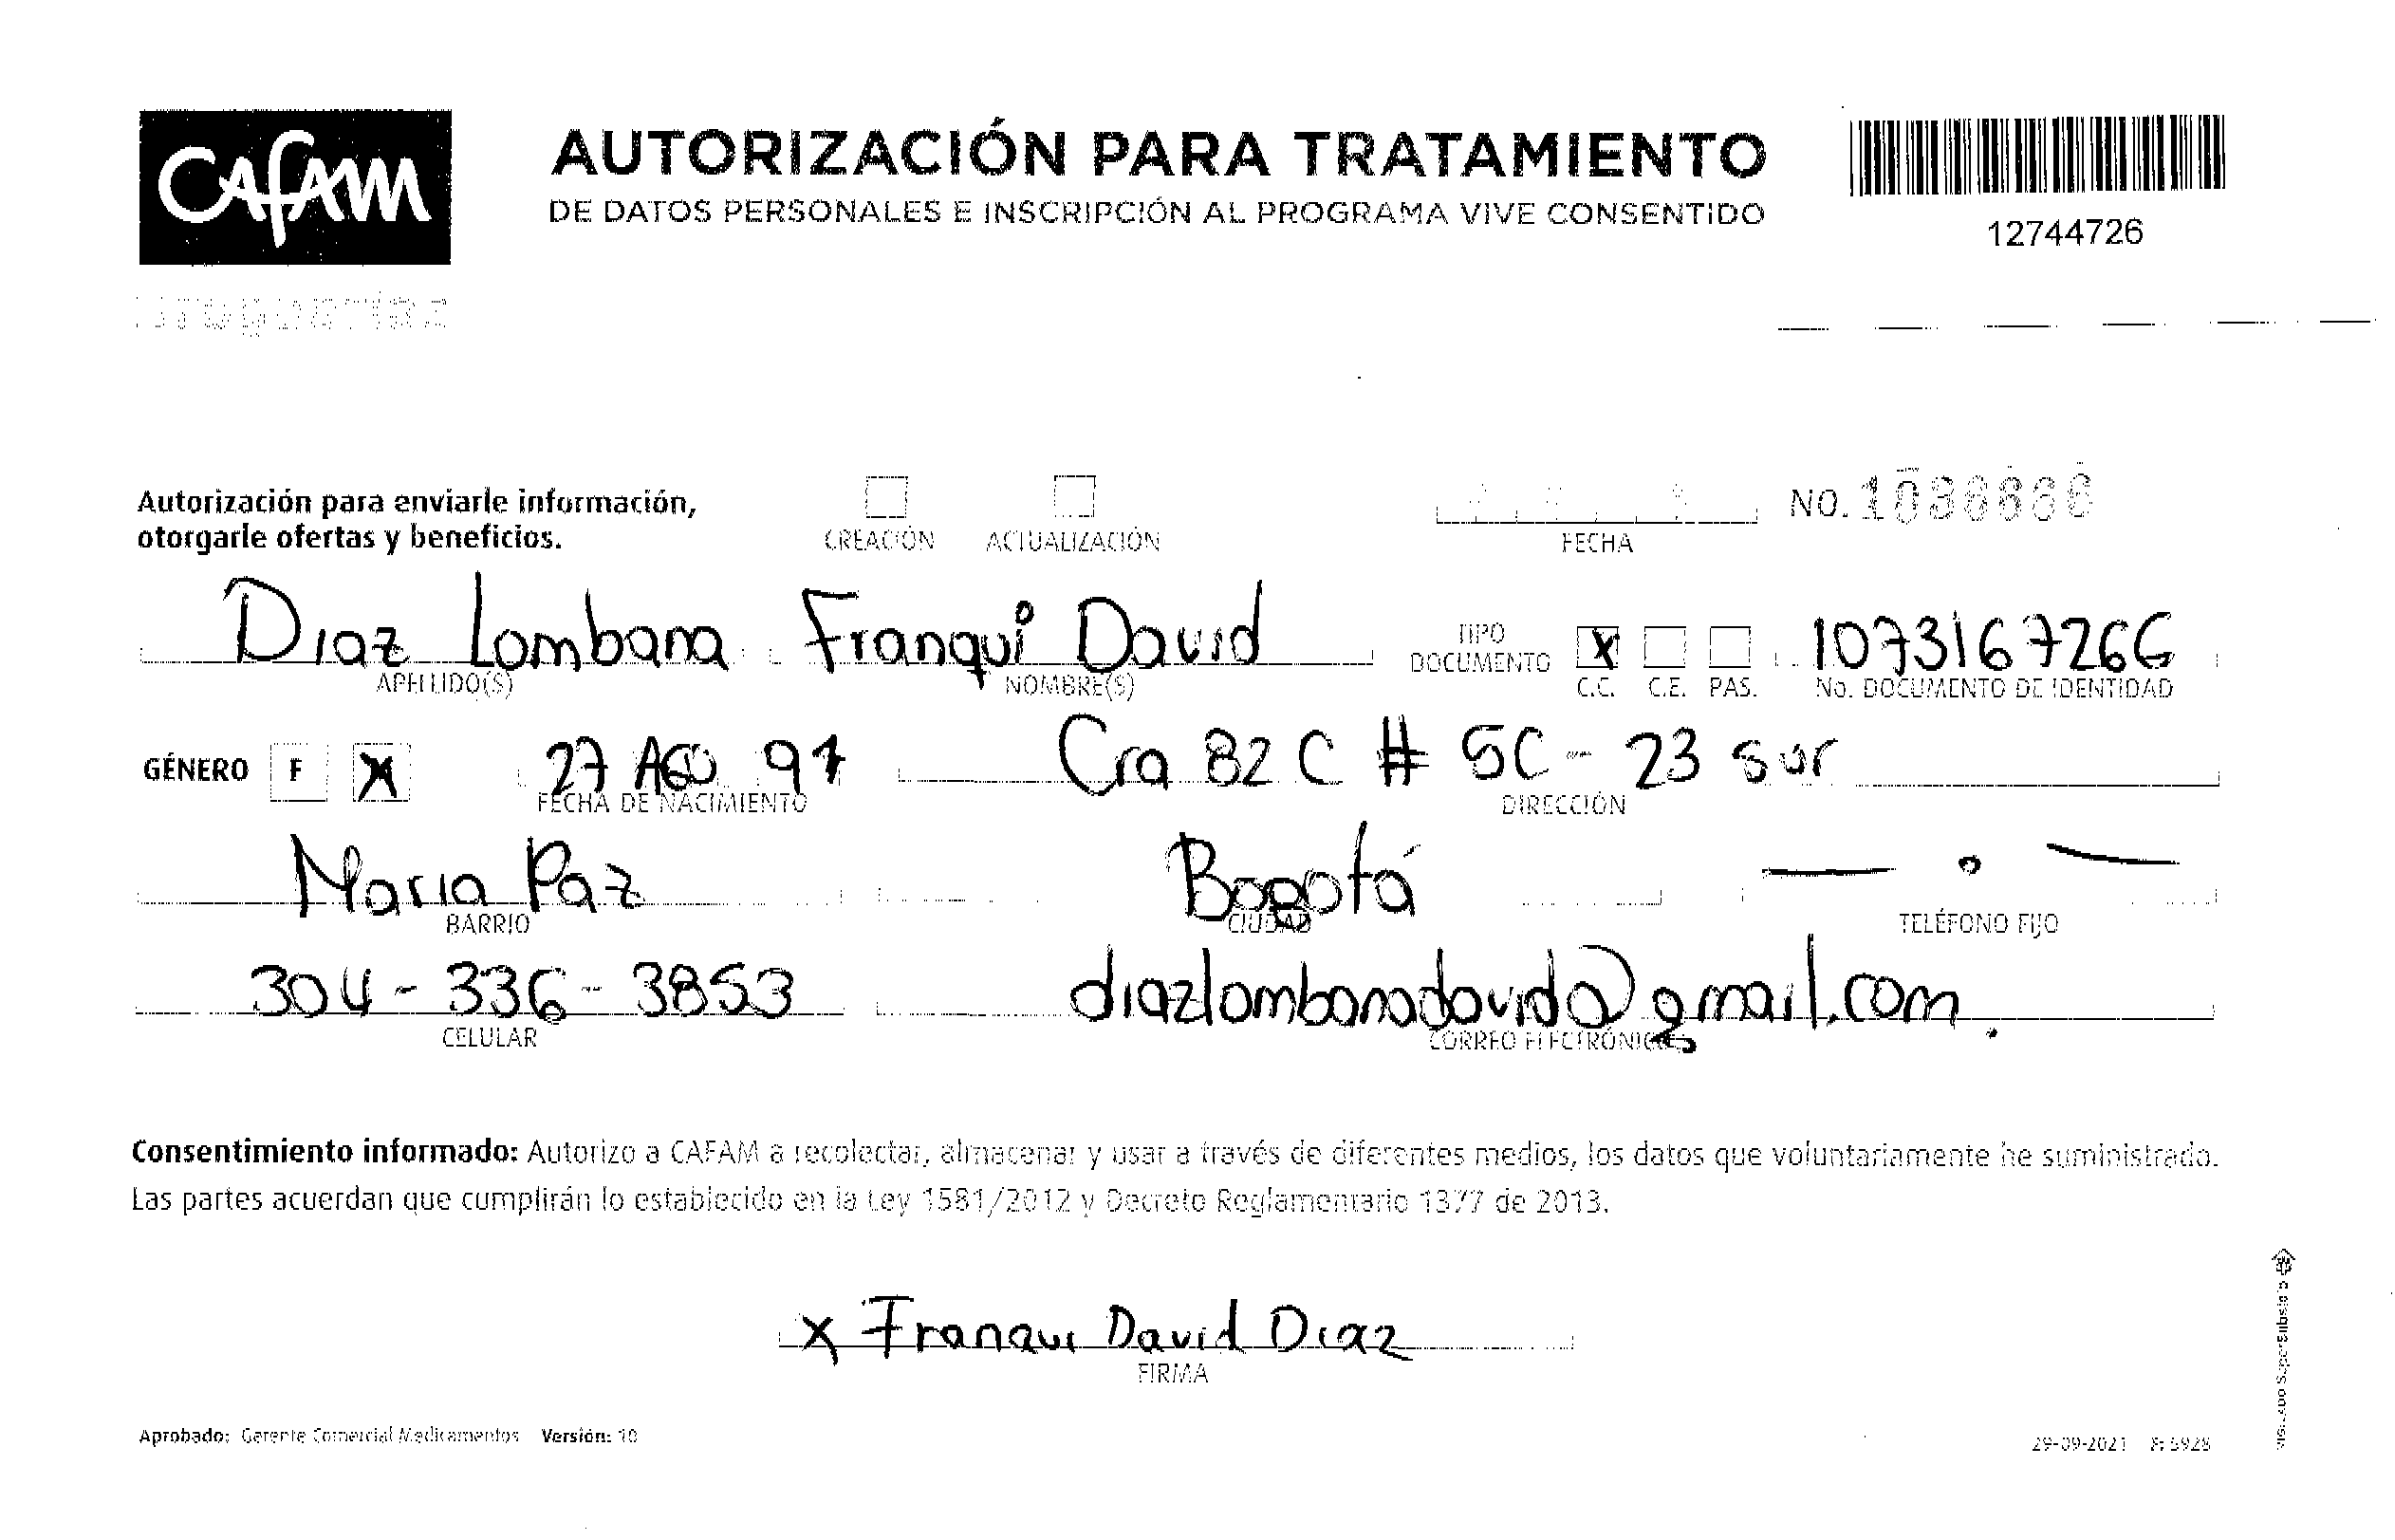 CAFAM
Droguerías
AUTORIZACIÓN PARA TRATAMIENTO
DE DATOS PERSONALES E INSCRIPCIÓN AL PROGRAMA VIVE CONSENTIDO
12744726
Autorización para enviarle información,
otorgarle ofertas y beneficios.
CREACIÓN ACTUALIZACIÓN
FECHA
NO.
Diaz Lombana Franqui David
APELLIDO(S) NOMBRE(S)
TIPO DOCUMENTO X C.C. C.E. PAS.
1073167266
No. DOCUMENTO DE IDENTIDAD
GÉNERO F X 27 AGO 97 Cra 82 C # 5C - 23 sur
FECHA DE NACIMIENTO DIRECCIÓN
Maria Paz Bogotá — o —
BARRIO CIUDAD TELÉFONO FIJO
304 - 336 - 3853 diazlombanadavid@gmail.com.
CELULAR CORREO ELECTRÓNICO
Consentimiento informado: Autorizo a CAFAM a recolectar, almacenar y usar a través de diferentes medios, los datos que voluntariamente he suministrado.
Las partes acuerdan que cumplirán lo establecido en la Ley 1581/2012 y Decreto Reglamentario 1377 de 2013.
X Franqui David Diaz
FIRMA
Aprobado: Gerente Comercial Medicamentos Versión: 10
29-09-2021 F: 5928
VIGILADO SuperSubsidio